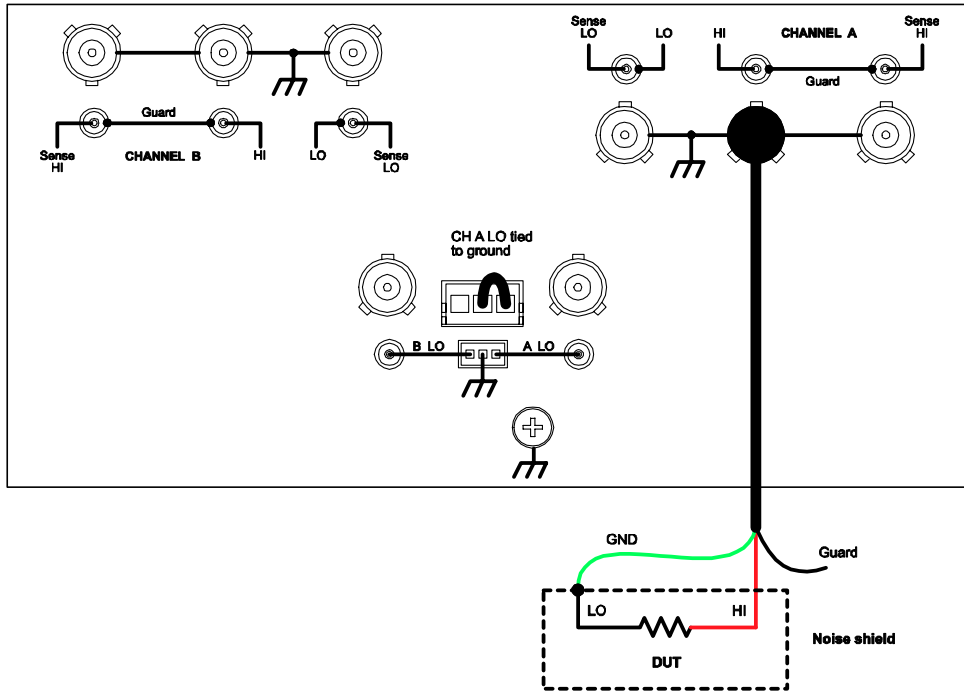 Sense
LO
LO
HI
CHANNEL A
Sense
HI
Guard
Guard
Sense
HI
CHANNEL B
HI
LO
Sense
LO
CH A LO tied
to ground
B LO
A LO
GND
Guard
LO
HI
DUT
Noise shield